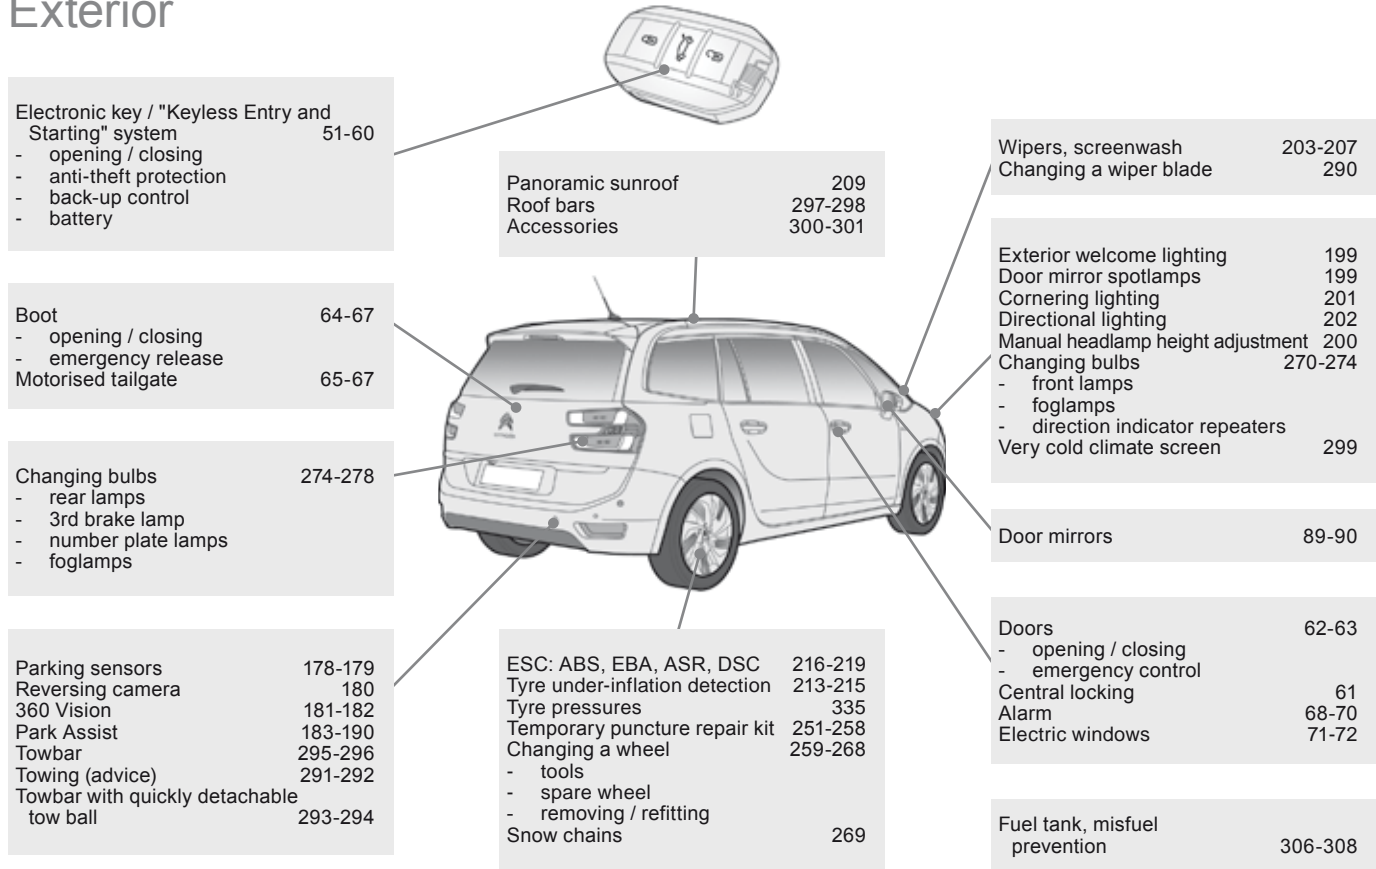 Exterior
Electronic key / "Keyless Entry and
Starting" system 51-60
- opening / closing
- anti-theft protection
- back-up control
- battery
Boot 64-67
- opening / closing
- emergency release
Motorised tailgate 65-67
Changing bulbs 274-278
- rear lamps
- 3rd brake lamp
- number plate lamps
- foglamps
Parking sensors 178-179
Reversing camera 180
360 Vision 181-182
Park Assist 183-190
Towbar 295-296
Towing (advice) 291-292
Towbar with quickly detachable
tow ball 293-294
Panoramic sunroof 209
Roof bars 297-298
Accessories 300-301
ESC: ABS, EBA, ASR, DSC 216-219
Tyre under-inflation detection 213-215
Tyre pressures 335
Temporary puncture repair kit 251-258
Changing a wheel 259-268
- tools
- spare wheel
- removing / refitting
Snow chains 269
Wipers, screenwash 203-207
Changing a wiper blade 290
Exterior welcome lighting 199
Door mirror spotlamps 199
Cornering lighting 201
Directional lighting 202
Manual headlamp height adjustment 200
Changing bulbs 270-274
- front lamps
- foglamps
- direction indicator repeaters
Very cold climate screen 299
Door mirrors 89-90
Doors 62-63
- opening / closing
- emergency control
Central locking 61
Alarm 68-70
Electric windows 71-72
Fuel tank, misfuel
prevention 306-308